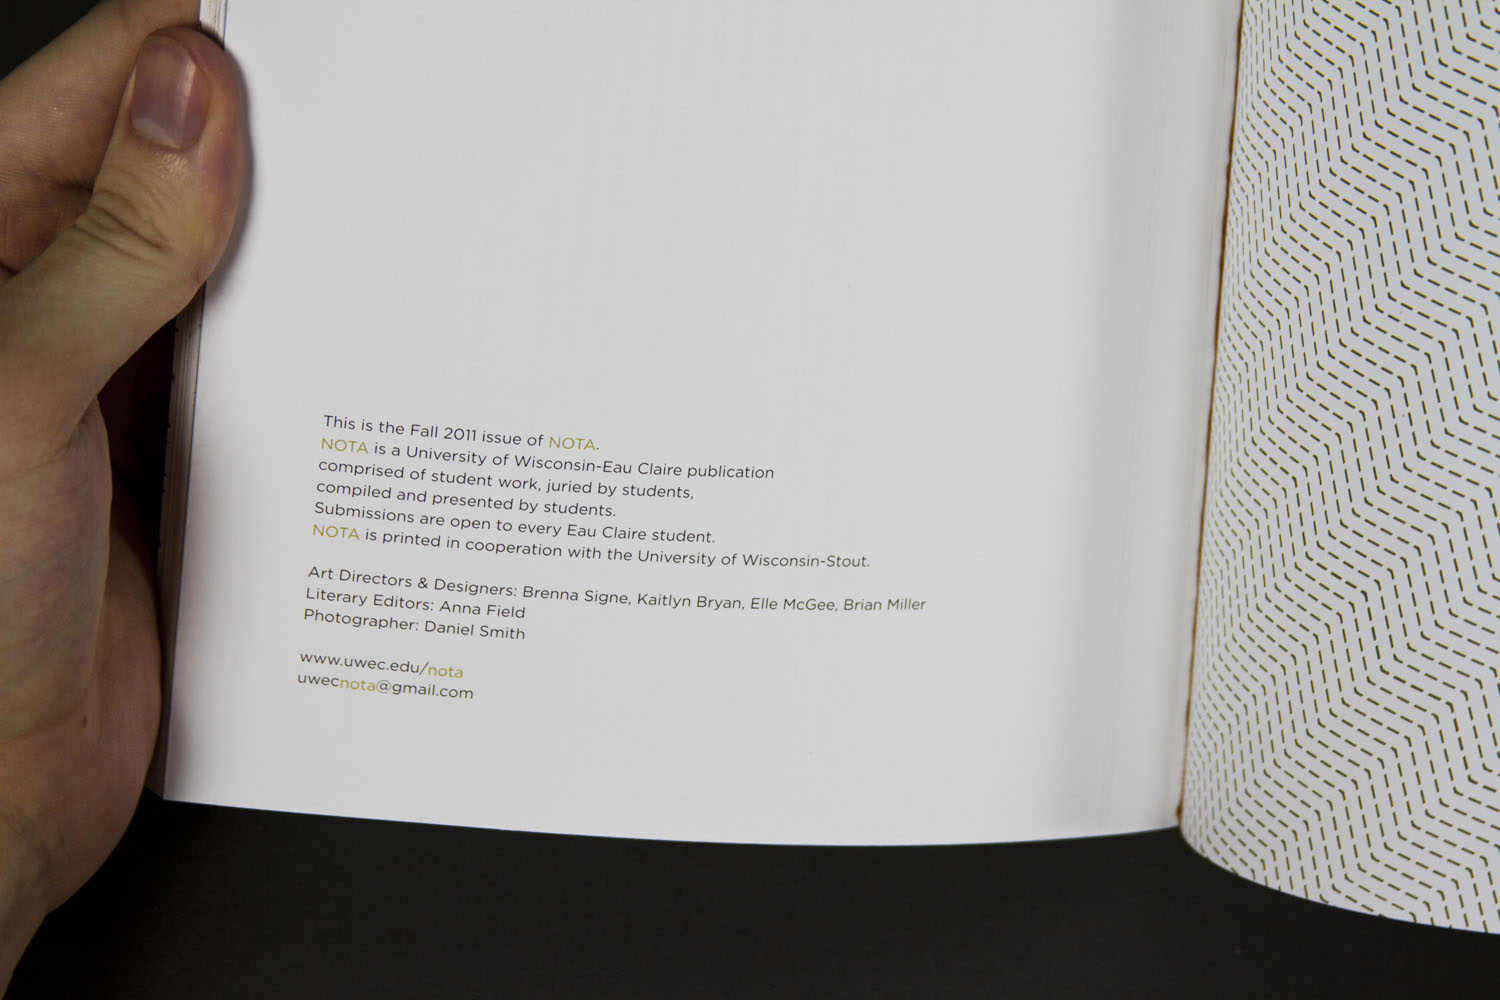 This is the Fall 2011 issue of NOTA.
NOTA is a University of Wisconsin-Eau Claire publication
comprised of student work, juried by students,
compiled and presented by students.
Submissions are open to every Eau Claire student.
NOTA is printed in cooperation with the University of Wisconsin-Stout.
Art Directors & Designers: Brenna Signe, Kaitlyn Bryan, Elle McGee, Brian Miller
Literary Editors: Anna Field
Photographer: Daniel Smith
www.uwec.edu/nota
uwecnota@gmail.com